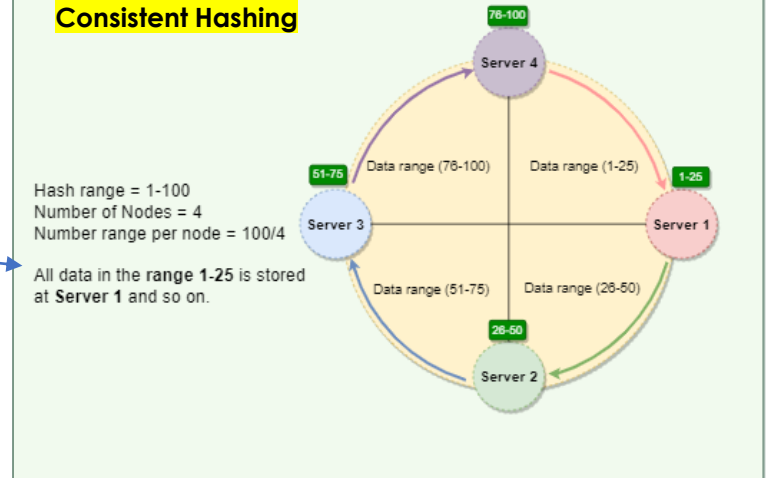 Consistent Hashing
76-100
Server 4
Data range (76-100)
Data range (1-25)
51-75
1-25
Hash range = 1-100
Number of Nodes = 4
Number range per node = 100/4
Server 3
Server 1
All data in the range 1-25 is stored
at Server 1 and so on.
Data range (51-75)
Data range (26-50)
26-50
Server 2